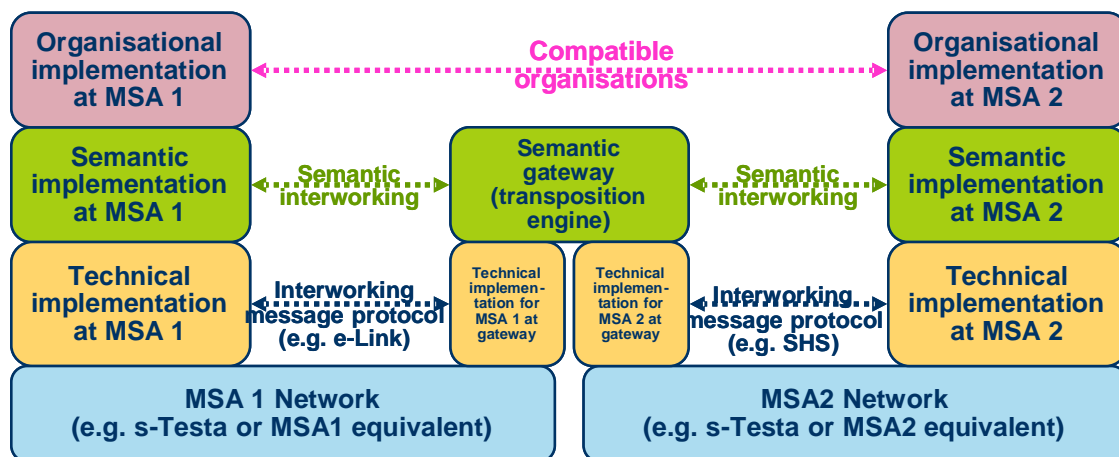 Organisational
implementation
at MSA 1
Compatible
organisations
Organisational
implementation
at MSA 2
Semantic
implementation
at MSA 1
Semantic
interworking
Semantic
gateway
(transposition
engine)
Semantic
interworking
Semantic
implementation
at MSA 2
Technical
implementation
at MSA 1
Interworking
message protocol
(e.g. e-Link)
Technical
implemen-
tation for
MSA 1 at
gateway
Technical
implemen-
tation for
MSA 2 at
gateway
Interworking
message protocol
(e.g. SHS)
Technical
implementation
at MSA 2
MSA 1 Network
(e.g. s-Testa or MSA1 equivalent)
MSA2 Network
(e.g. s-Testa or MSA2 equivalent)